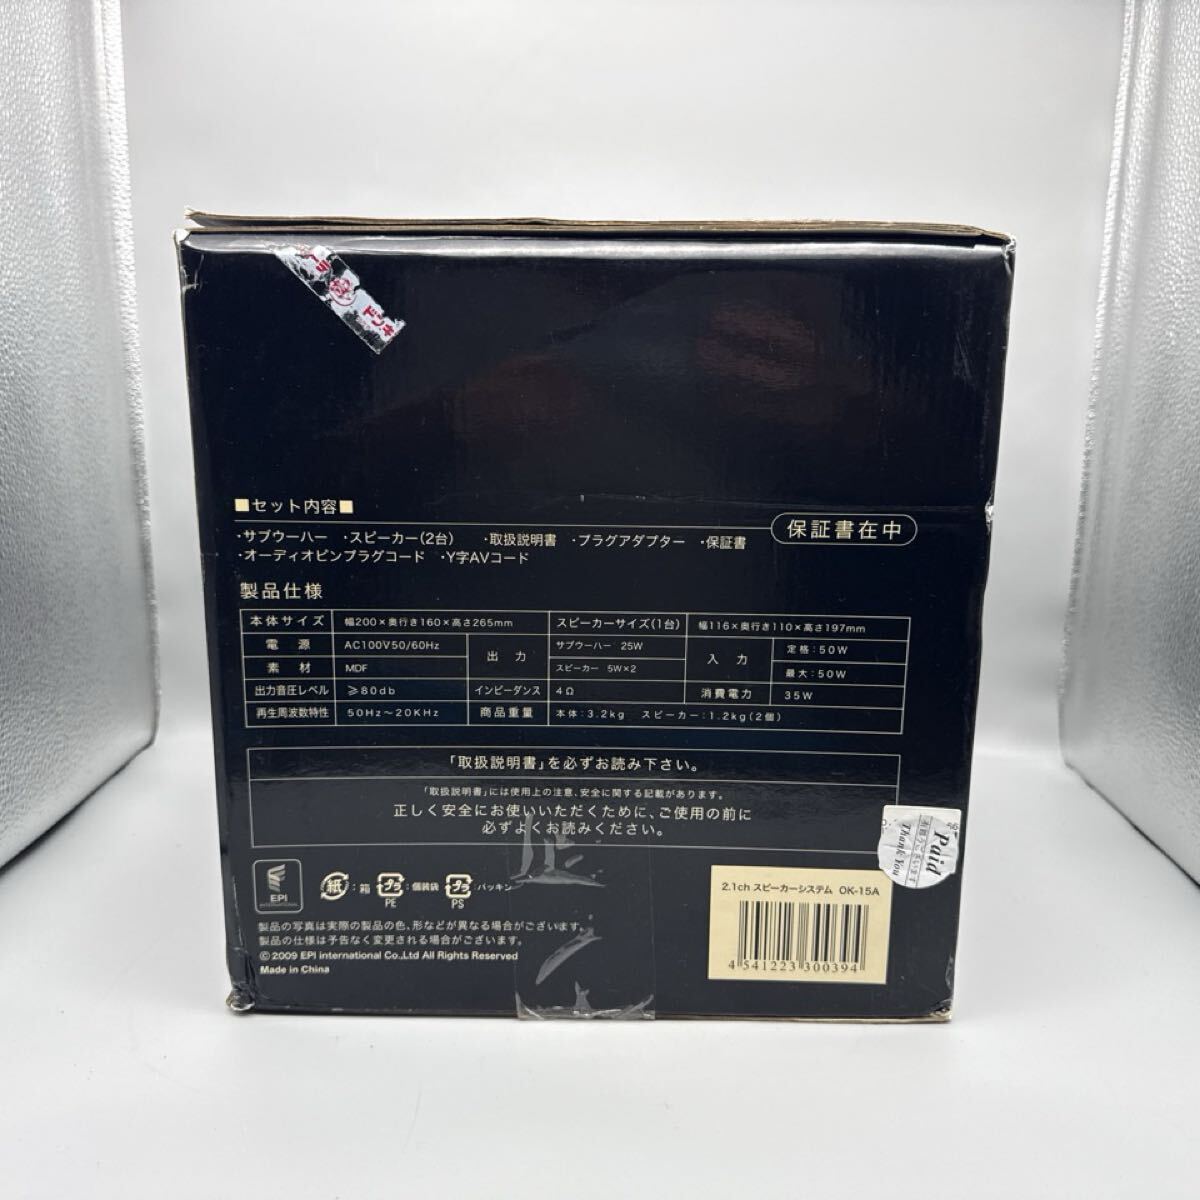 ■セット内容■
保証書在中
・サブウーハー ・スピーカー(2台) ・取扱説明書 ・プラグアダプター ・保証書
・オーディオピンプラグコード ・Y字AVコード
製品仕様
本体サイズ 幅200×奥行き160×高さ265mm スピーカーサイズ(1台) 幅116×奥行き110×高さ197mm
電源 AC100V50/60Hz 出力 サブウーハー 25W 入力 定格:50W
素材 MDF スピーカー 5W×2 最大:50W
出力音圧レベル ≥80db インピーダンス 4Ω 消費電力 35W
再生周波数特性 50Hz～20KHz 商品重量 本体:3.2kg スピーカー:1.2kg(2個)
「取扱説明書」を必ずお読み下さい。
「取扱説明書」には使用上の注意、安全に関する記載があります。
正しく安全にお使いいただくために、ご使用の前に
必ずよくお読みください。
EPI
INTERNATIONAL
紙:箱 プラ:個装袋 プラ:パッキン
PE PS
製品の写真は実際の製品の色、形などが異なる場合がございます。
製品の仕様は予告なく変更される場合がございます。
©2009 EPI international Co.,Ltd All Rights Reserved
Made in China
Paid
Thank You
2.1ch スピーカーシステム OK-15A
4 541223 300394